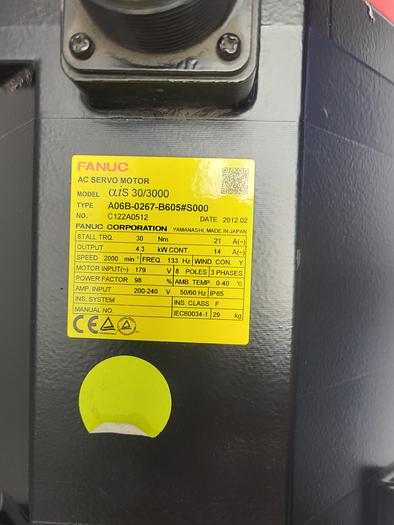 FANUC
AC SERVO MOTOR
MODEL αiS 30/3000
TYPE A06B-0267-B605#S000
NO. C122A0512 DATE 2012.02
FANUC CORPORATION YAMANASHI, MADE IN JAPAN
STALL TRQ. 30 Nm 21 A(~)
OUTPUT 4.3 kW CONT. 14 A(~)
SPEED 2000 min⁻¹ FREQ. 133 Hz WIND. CON. Y
MOTOR INPUT(~) 179 V 8 POLES 3 PHASES
POWER FACTOR 98 % AMB. TEMP. 0-40 ℃
AMP. INPUT 200-240 V 50/60 Hz IP65
INS. SYSTEM INS. CLASS F
MANUAL NO. IEC60034-1 29 kg
CE